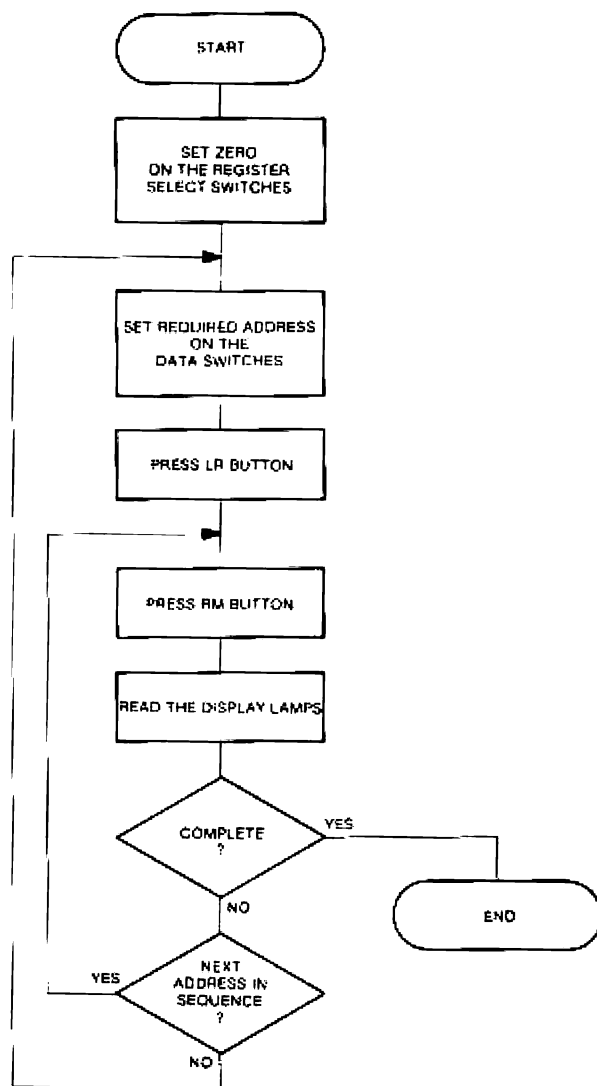 START
SET ZERO
ON THE REGISTER
SELECT SWITCHES
SET REQUIRED ADDRESS
ON THE
DATA SWITCHES
PRESS LR BUTTON
PRESS RM BUTTON
READ THE DISPLAY LAMPS
COMPLETE
?
YES
NO
END
NEXT
ADDRESS IN
SEQUENCE
?
YES
NO